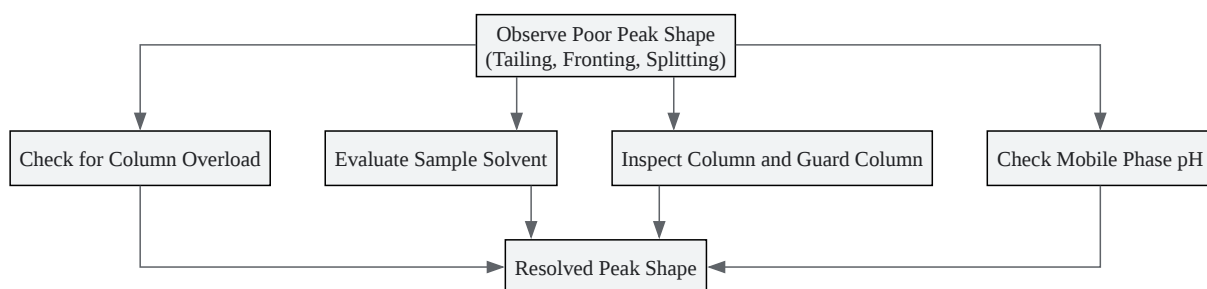 Observe Poor Peak Shape
(Tailing, Fronting, Splitting)
Check for Column Overload
Evaluate Sample Solvent
Inspect Column and Guard Column
Check Mobile Phase pH
Resolved Peak Shape